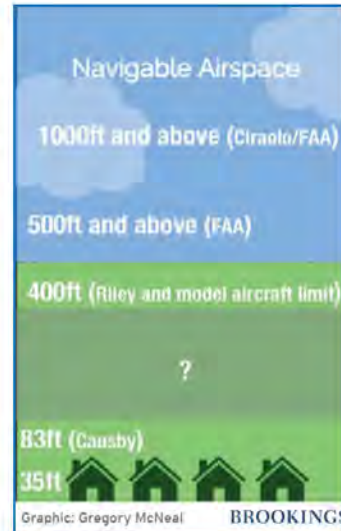 Navigable Airspace
1000ft and above (Ciraolo/FAA)
500ft and above (FAA)
400ft (Riley and model aircraft limit)
?
83ft (Causby)
35ft
Graphic: Gregory McNeal BROOKINGS